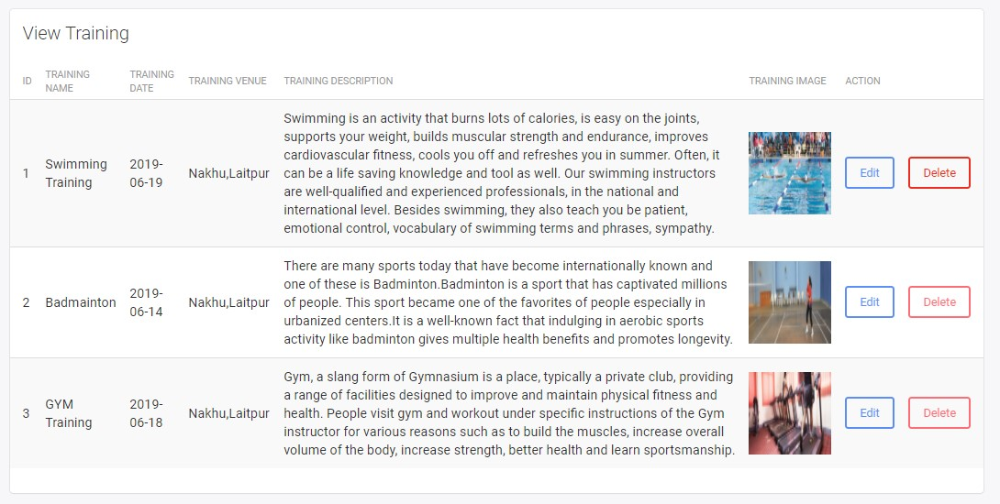 View Training
ID
TRAINING
NAME
TRAINING
DATE
TRAINING VENUE
TRAINING DESCRIPTION
TRAINING IMAGE
ACTION
1
Swimming
Training
2019-
06-19
Nakhu,Laitpur
Swimming is an activity that burns lots of calories, is easy on the joints,
supports your weight, builds muscular strength and endurance, improves
cardiovascular fitness, cools you off and refreshes you in summer. Often, it
can be a life saving knowledge and tool as well. Our swimming instructors
are well-qualified and experienced professionals, in the national and
international level. Besides swimming, they also teach you be patient,
emotional control, vocabulary of swimming terms and phrases, sympathy.
Edit
Delete
2
Badmainton
2019-
06-14
Nakhu,Laitpur
There are many sports today that have become internationally known and
one of these is Badminton.Badminton is a sport that has captivated millions
of people. This sport became one of the favorites of people especially in
urbanized centers.It is a well-known fact that indulging in aerobic sports
activity like badminton gives multiple health benefits and promotes longevity.
Edit
Delete
3
GYM
Training
2019-
06-18
Nakhu,Laitpur
Gym, a slang form of Gymnasium is a place, typically a private club, providing
a range of facilities designed to improve and maintain physical fitness and
health. People visit gym and workout under specific instructions of the Gym
instructor for various reasons such as to build the muscles, increase overall
volume of the body, increase strength, better health and learn sportsmanship.
Edit
Delete